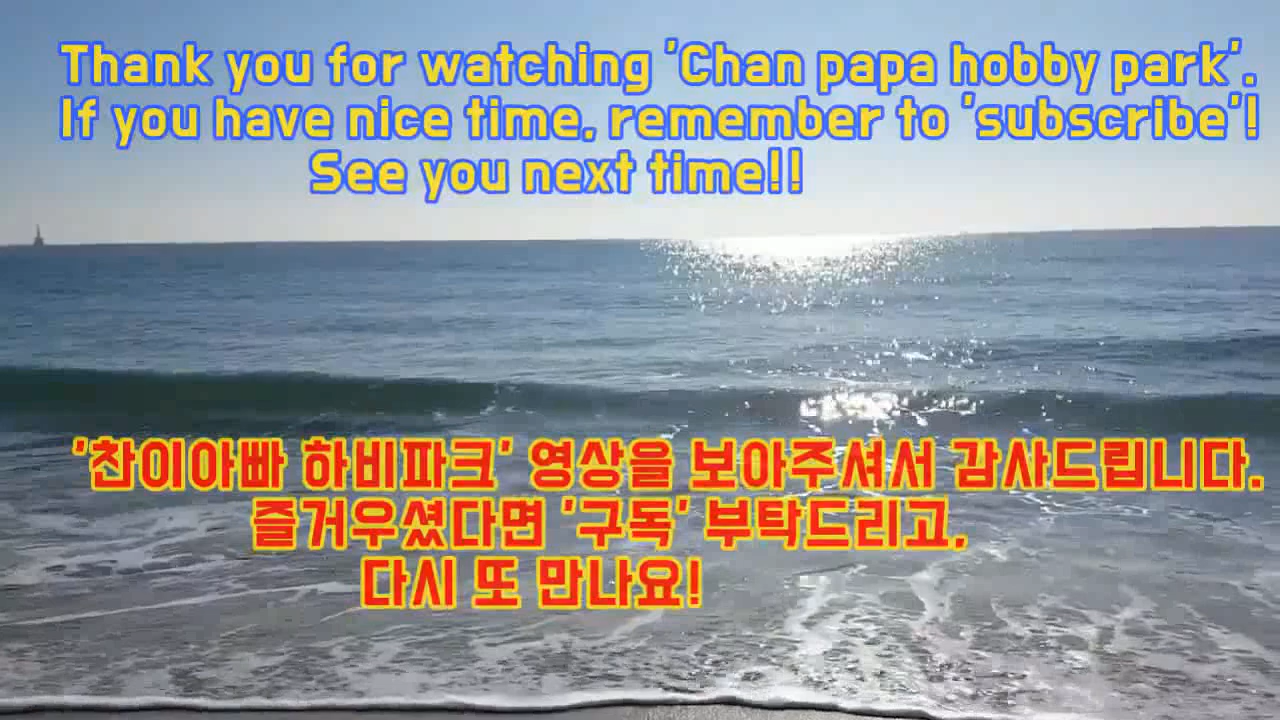 Thank you for watching 'Chan papa hobby park'.
If you have nice time, remember to 'subscribe'!
See you next time!!
'찬이아빠 하비파크' 영상을 보아주셔서 감사드립니다.
즐거우셨다면 '구독' 부탁드리고,
다시 또 만나요!